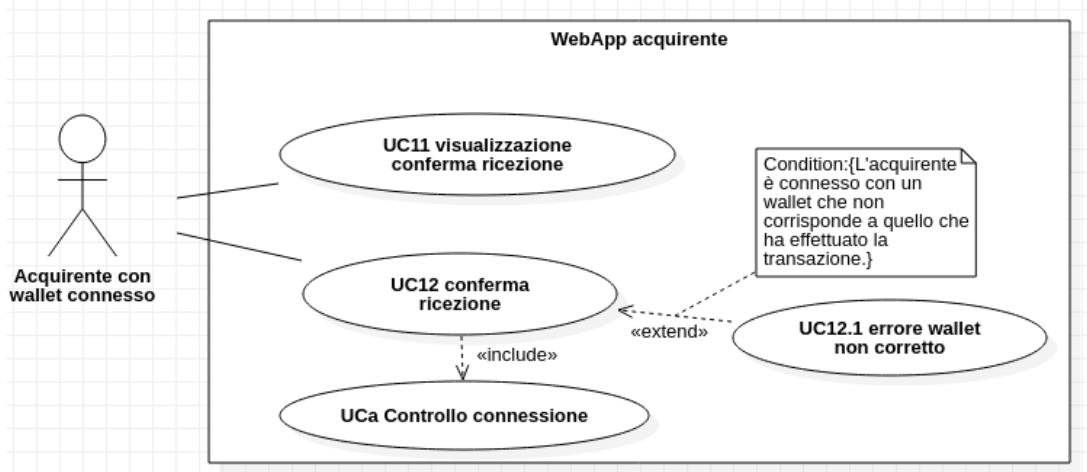 WebApp acquirente
UC11 visualizzazione
conferma ricezione
Condition:{L'acquirente
è connesso con un
wallet che non
corrisponde a quello che
ha effettuato la
transazione.}
Acquirente con
wallet connesso
UC12 conferma
ricezione
«extend»
UC12.1 errore wallet
non corretto
«include»
UCa Controllo connessione